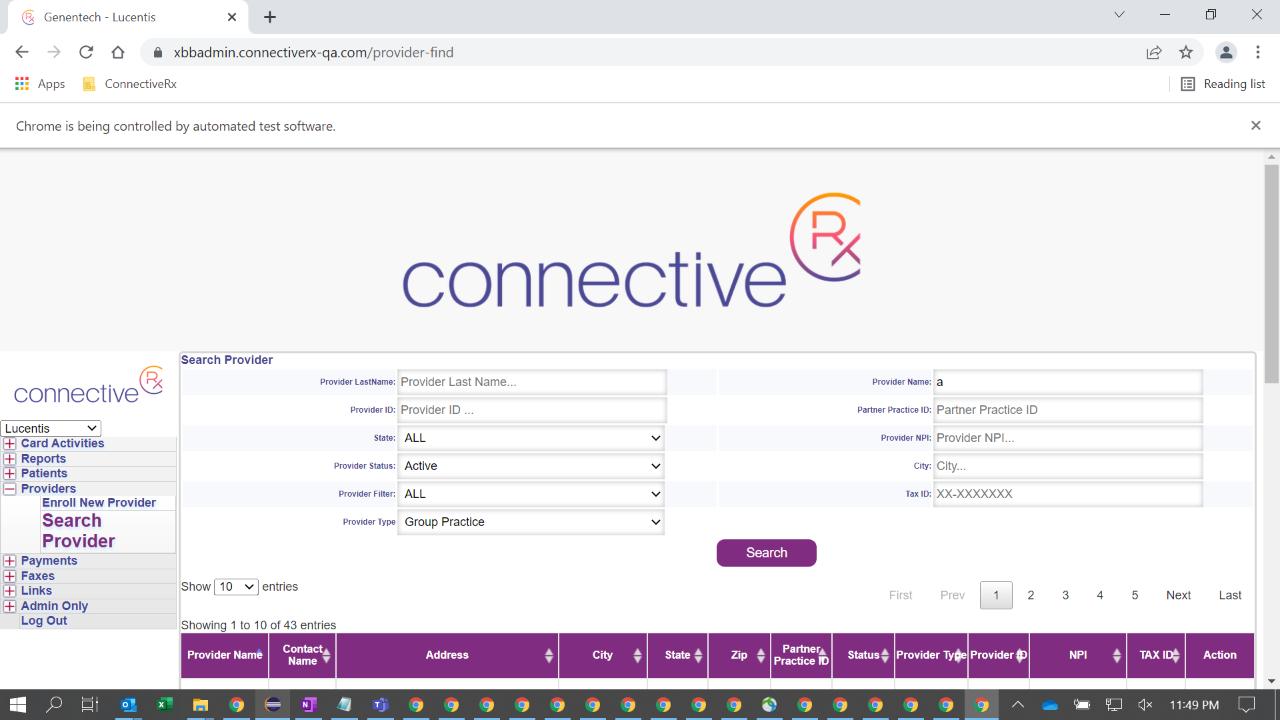 Genentech - Lucentis
xbbadmin.connectiverx-qa.com/provider-find
Apps ConnectiveRx Reading list
Chrome is being controlled by automated test software.
connective Rx
connective Rx
Lucentis
Card Activities
Reports
Patients
Providers
Enroll New Provider
Search
Provider
Payments
Faxes
Links
Admin Only
Log Out
Search Provider
Provider LastName: Provider Last Name... Provider Name: a
Provider ID: Provider ID ... Partner Practice ID: Partner Practice ID
State: ALL Provider NPI: Provider NPI...
Provider Status: Active City: City...
Provider Filter: ALL Tax ID: XX-XXXXXXX
Provider Type Group Practice
Search
Show 10 entries First Prev 1 2 3 4 5 Next Last
Showing 1 to 10 of 43 entries
Provider Name Contact Name Address City State Zip Partner Practice ID Status Provider Type Provider ID NPI TAX ID Action
11:49 PM